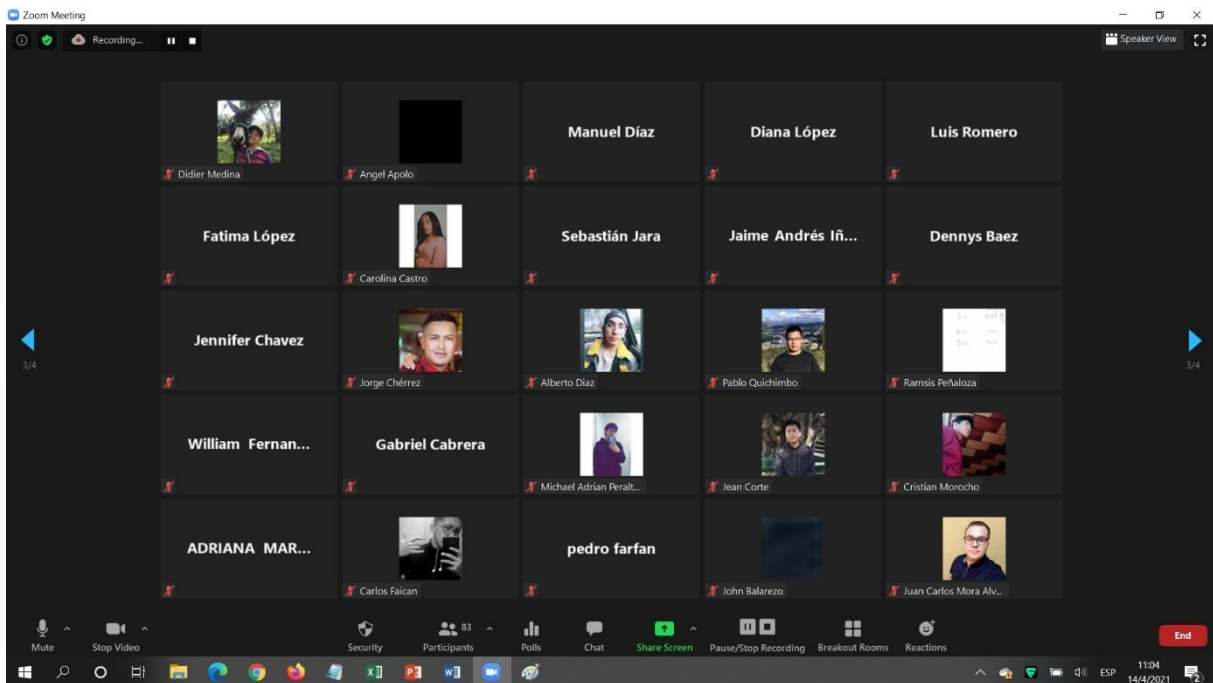 Zoom Meeting
Recording...
Speaker View
Didier Medina
Angel Apolo
Manuel Díaz
Diana López
Luis Romero
Fatima López
Carolina Castro
Sebastián Jara
Jaime Andrés Iñ...
Dennys Baez
Jennifer Chavez
Jorge Chérrez
Alberto Diaz
Pablo Quichimbo
Ramsis Peñaloza
3/4
3/4
William Fernan...
Gabriel Cabrera
Michael Adrian Peralt...
Jean Corte
Cristian Morocho
ADRIANA MAR...
Carlos Faican
pedro farfan
John Balarezo
Juan Carlos Mora Alv...
Mute
Stop Video
Security
Participants
83
Polls
Chat
Share Screen
Pause/Stop Recording
Breakout Rooms
Reactions
End
ESP
11:04
14/4/2021
2